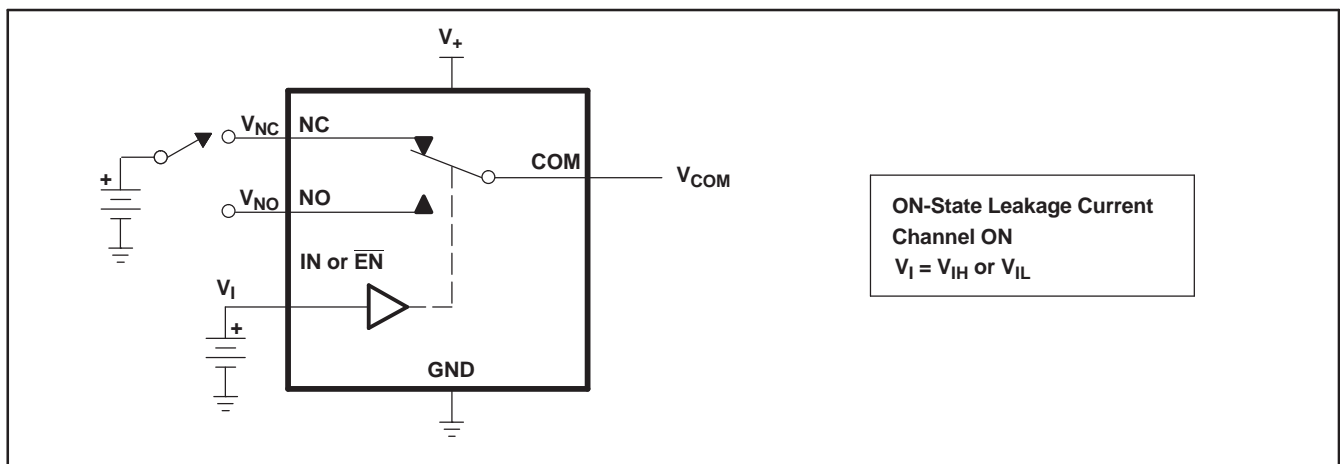 V+
VNC NC
COM
VCOM
+
VNO NO
ON-State Leakage Current
Channel ON
VI = VIH or VIL
IN or E̅N̅
VI
+
GND